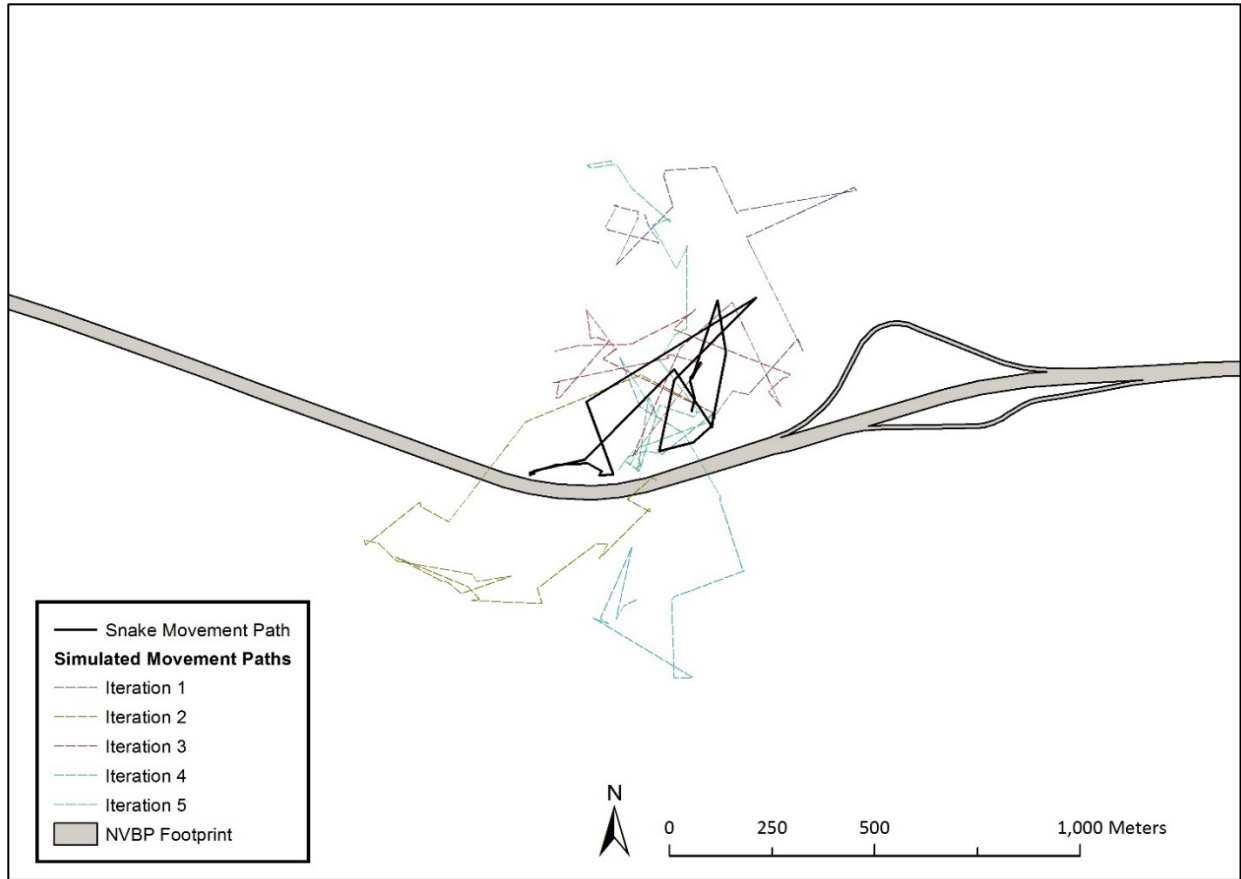 Snake Movement Path
Simulated Movement Paths
Iteration 1
Iteration 2
Iteration 3
Iteration 4
Iteration 5
NVBP Footprint
N
0 250 500 1,000 Meters